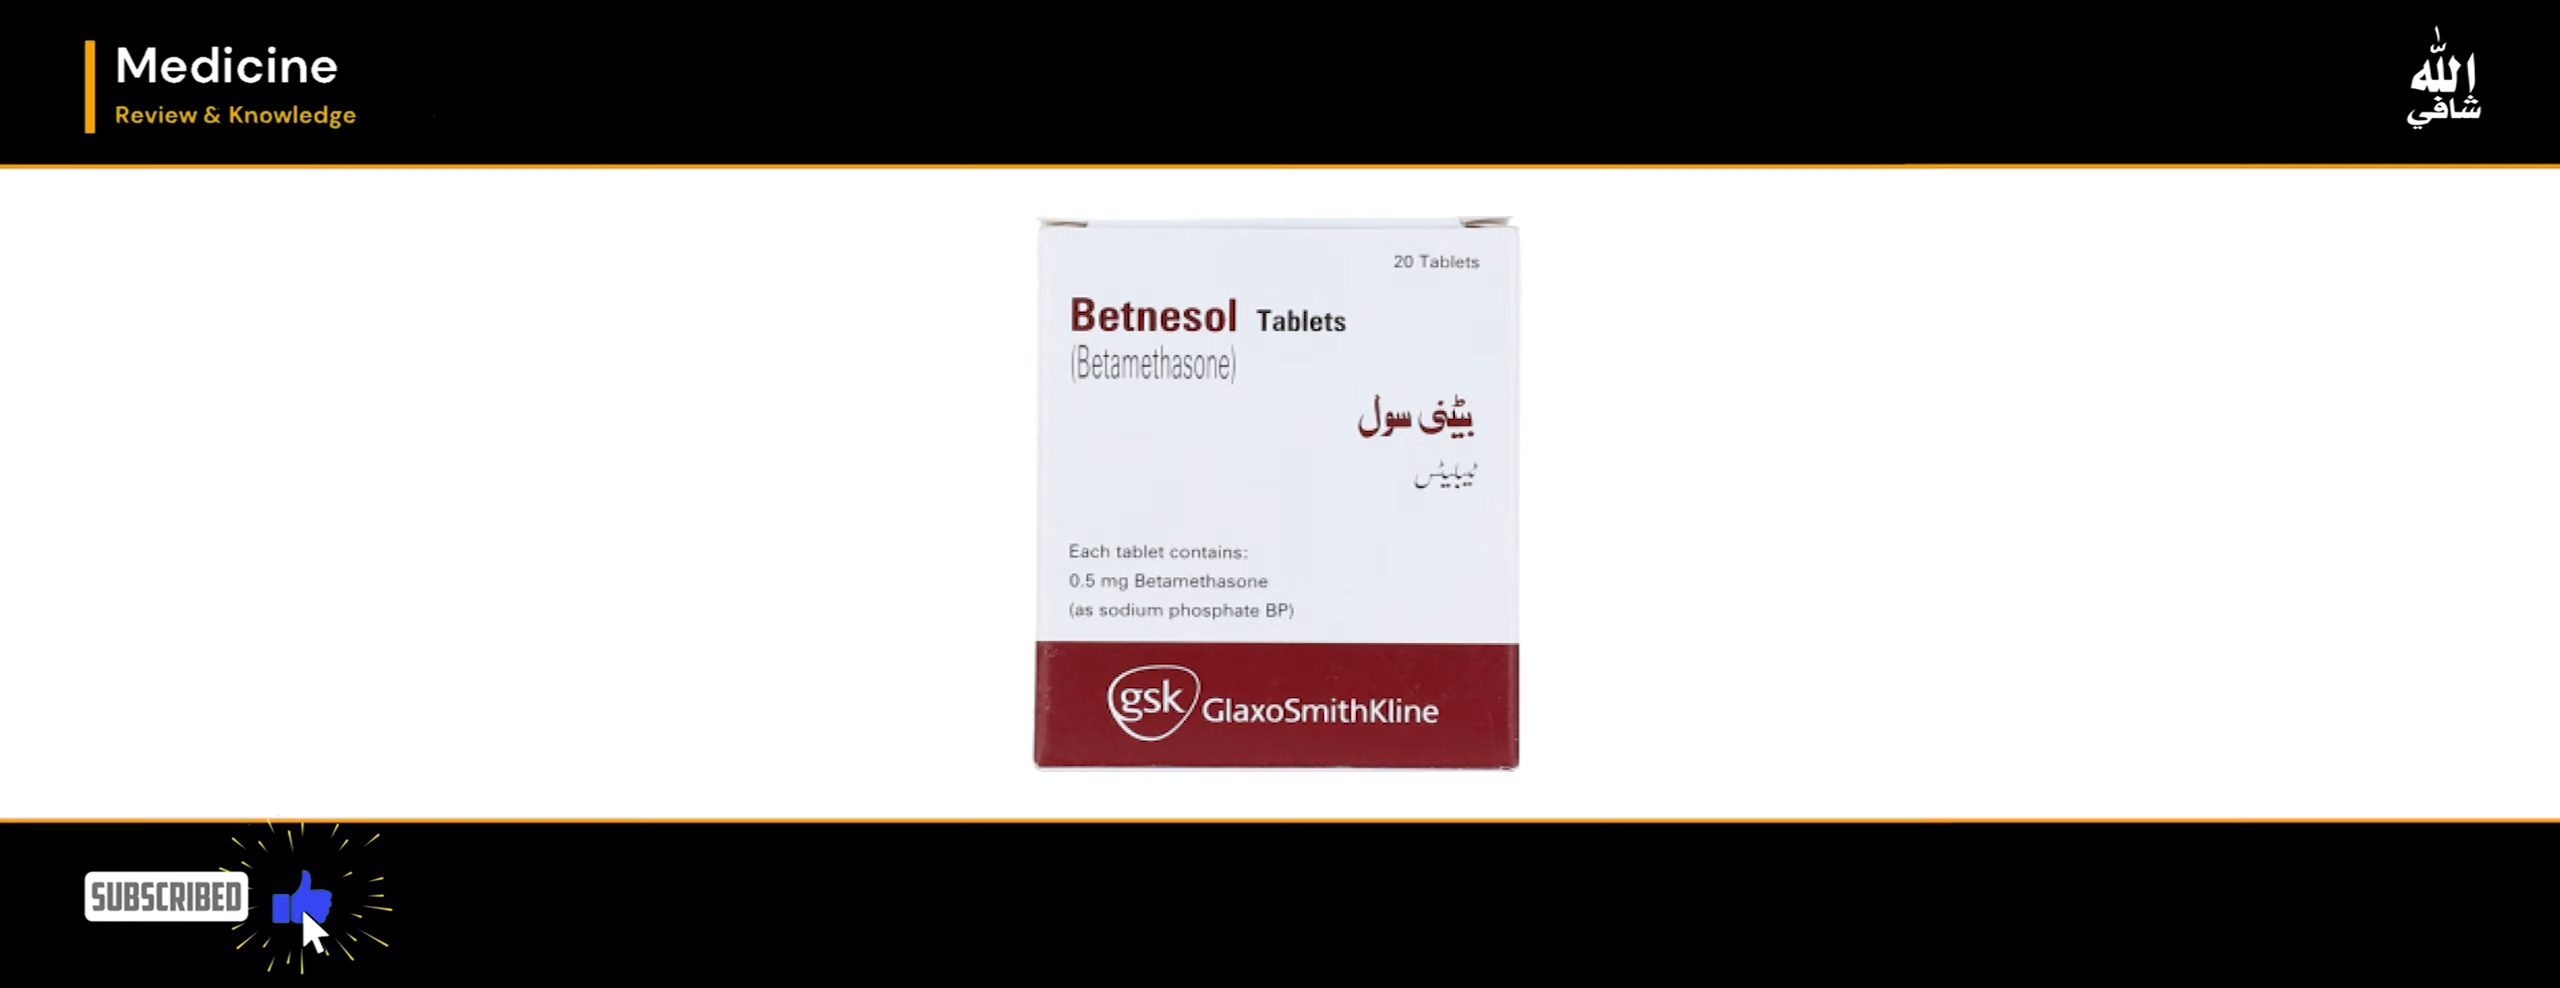 Medicine
Review & Knowledge
الله
شافي
20 Tablets
Betnesol Tablets
(Betamethasone)
بیٹنی سول
ٹیبلیٹس
Each tablet contains:
0.5 mg Betamethasone
(as sodium phosphate BP)
gsk GlaxoSmithKline
SUBSCRIBED